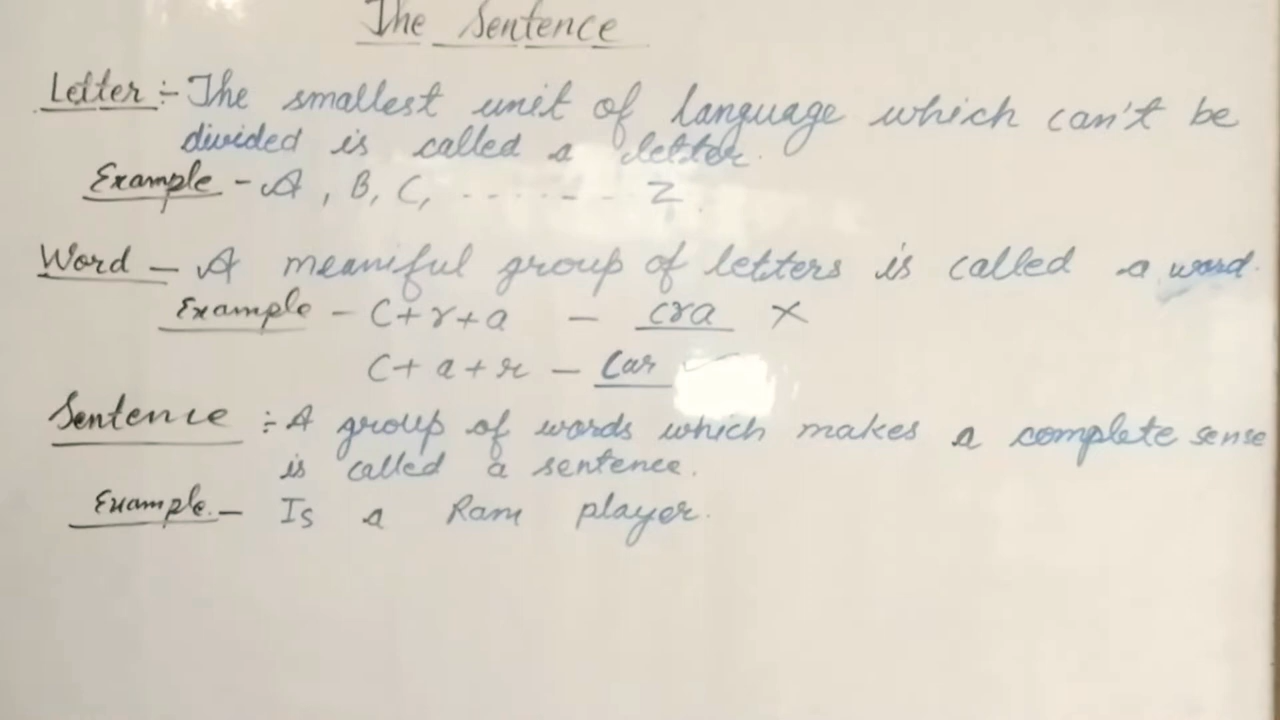 The Sentence
Letter :- The smallest unit of language which can't be
divided is called a letter.
Example - A, B, C, ....... Z.
Word - A meaniful group of letters is called a word.
Example - C+r+a - cra ×
C+a+r - Car ✓
Sentence :- A group of words which makes a complete sense
is called a sentence.
Example. - Is a Ram player.